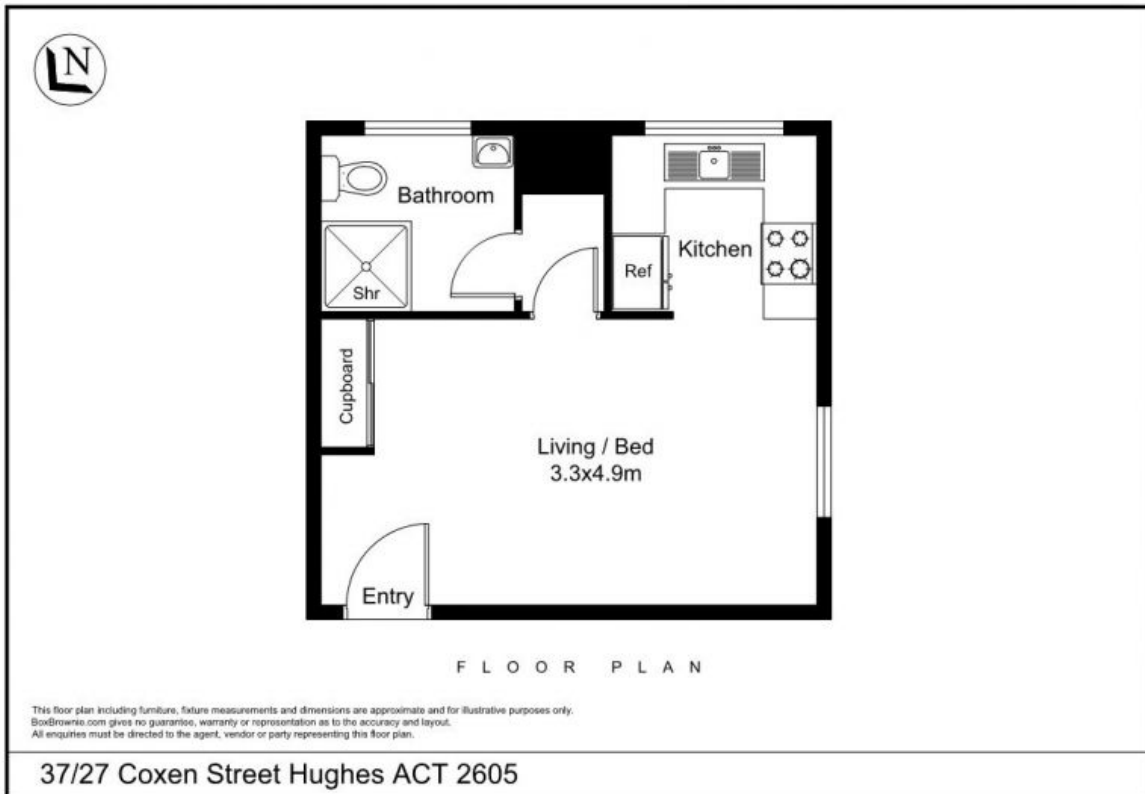 N
Bathroom
Shr
Kitchen
Ref
Cupboard
Living / Bed
3.3x4.9m
Entry
FLOOR PLAN
This floor plan including furniture, fixture measurements and dimensions are approximate and for illustrative purposes only.
BoxBrownie.com gives no guarantee, warranty or representation as to the accuracy and layout.
All enquiries must be directed to the agent, vendor or party representing this floor plan.
37/27 Coxen Street Hughes ACT 2605